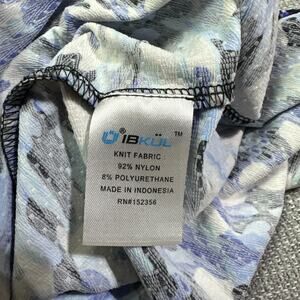 IBKÜL™
KNIT FABRIC:
92% NYLON
8% POLYURETHANE
MADE IN INDONESIA
RN#152356